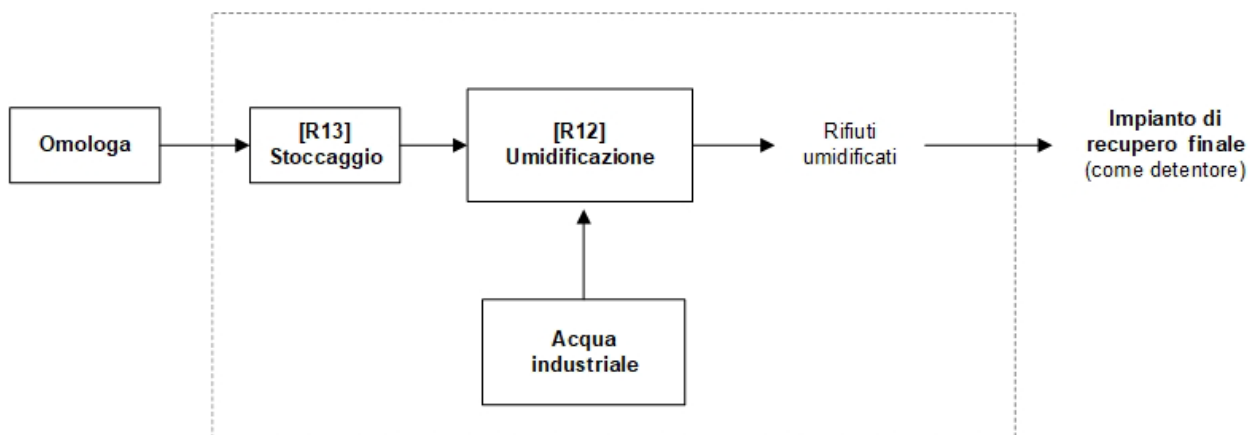 Omologa
[R13]
Stoccaggio
[R12]
Umidificazione
Rifiuti
umidificati
Impianto di
recupero finale
(come detentore)
Acqua
industriale